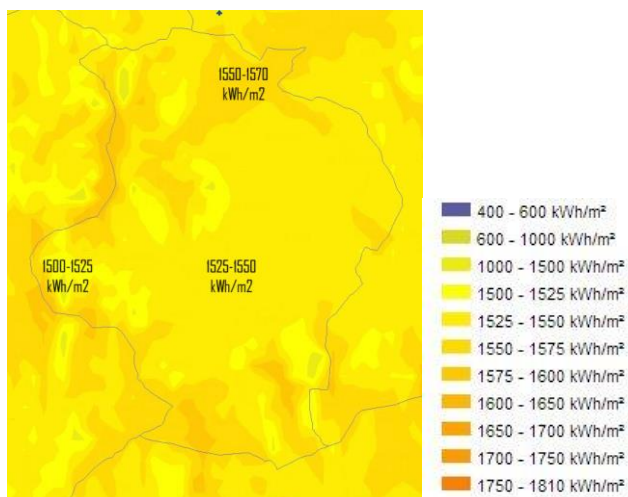 1550-1570
kWh/m2
1500-1525
kWh/m2
1525-1550
kWh/m2
400 - 600 kWh/m²
600 - 1000 kWh/m²
1000 - 1500 kWh/m²
1500 - 1525 kWh/m²
1525 - 1550 kWh/m²
1550 - 1575 kWh/m²
1575 - 1600 kWh/m²
1600 - 1650 kWh/m²
1650 - 1700 kWh/m²
1700 - 1750 kWh/m²
1750 - 1810 kWh/m²